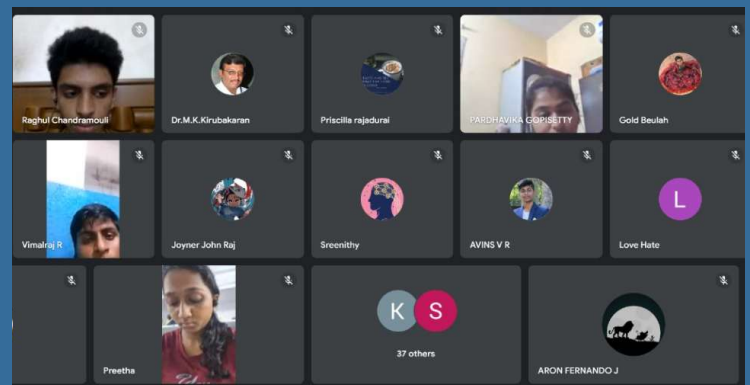 Raghul Chandramouli
Dr.M.K.Kirubakaran
Priscilla rajadurai
PARDHAVIKA GOPISETTY
Gold Beulah
Vimalraj R
Joyner John Raj
Sreenithy
AVINS V R
L
Love Hate
Preetha
K S
37 others
ARON FERNANDO J